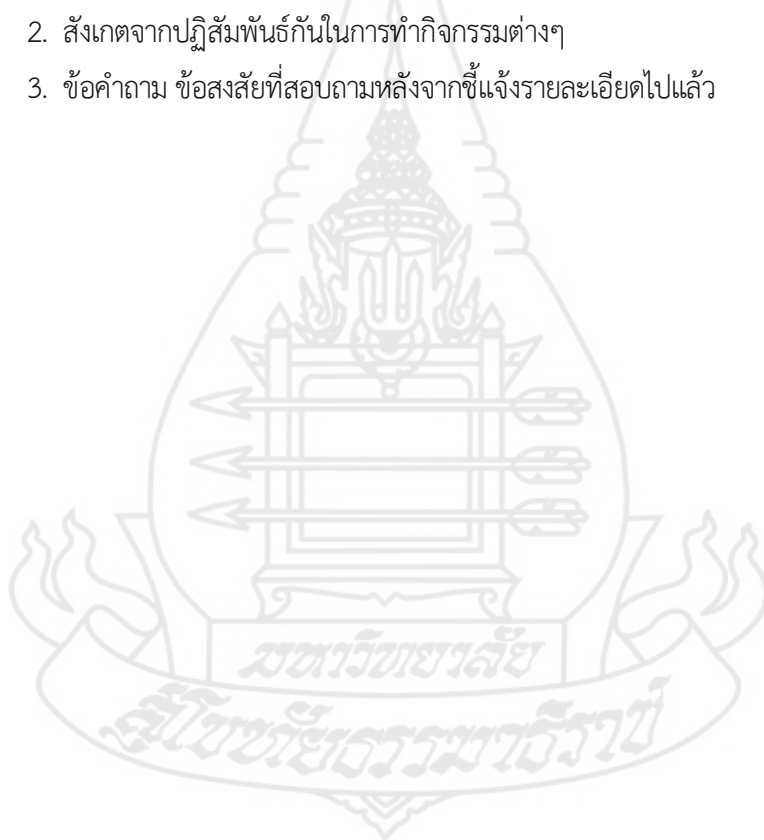 2. สังเกตจากปฏิสัมพันธ์กันในการทำกิจกรรมต่างๆ
3. ข้อคำถาม ข้อสงสัยที่สอบถามหลังจากชี้แจ้งรายละเอียดไปแล้ว
มหาวิทยาลัย
สุโขทัยธรรมาธิราช